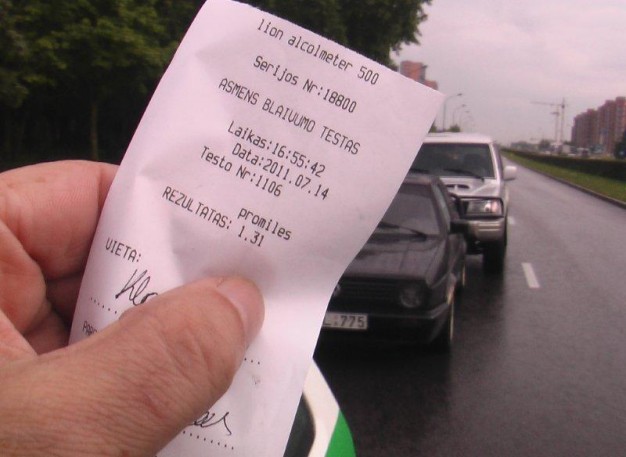 lion alcolmeter 500
Serijos Nr:18800
ASMENS BLAIVUMO TESTAS
Laikas:16:55:42
Data:2011.07.14
Testo Nr:1106
promiles
REZULTATAS: 1.31
VIETA:
775